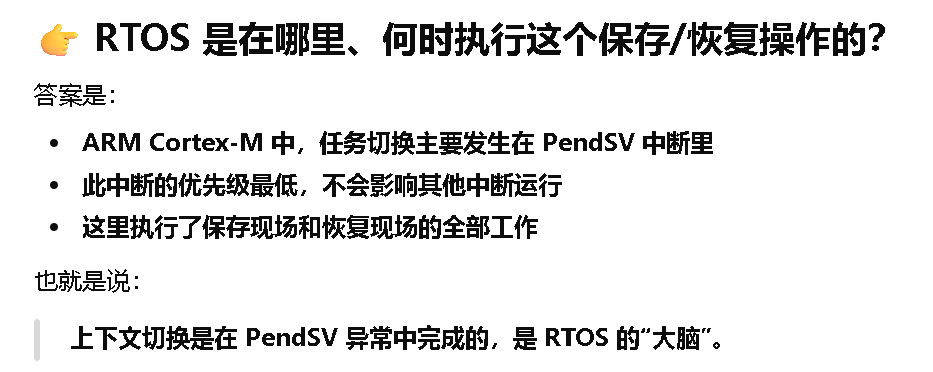 👉 RTOS 是在哪里、何时执行这个保存/恢复操作的?
答案是：
• ARM Cortex-M 中，任务切换主要发生在 PendSV 中断里
• 此中断的优先级最低，不会影响其他中断运行
• 这里执行了保存现场和恢复现场的全部工作
也就是说：
上下文切换是在 PendSV 异常中完成的，是 RTOS 的“大脑”。